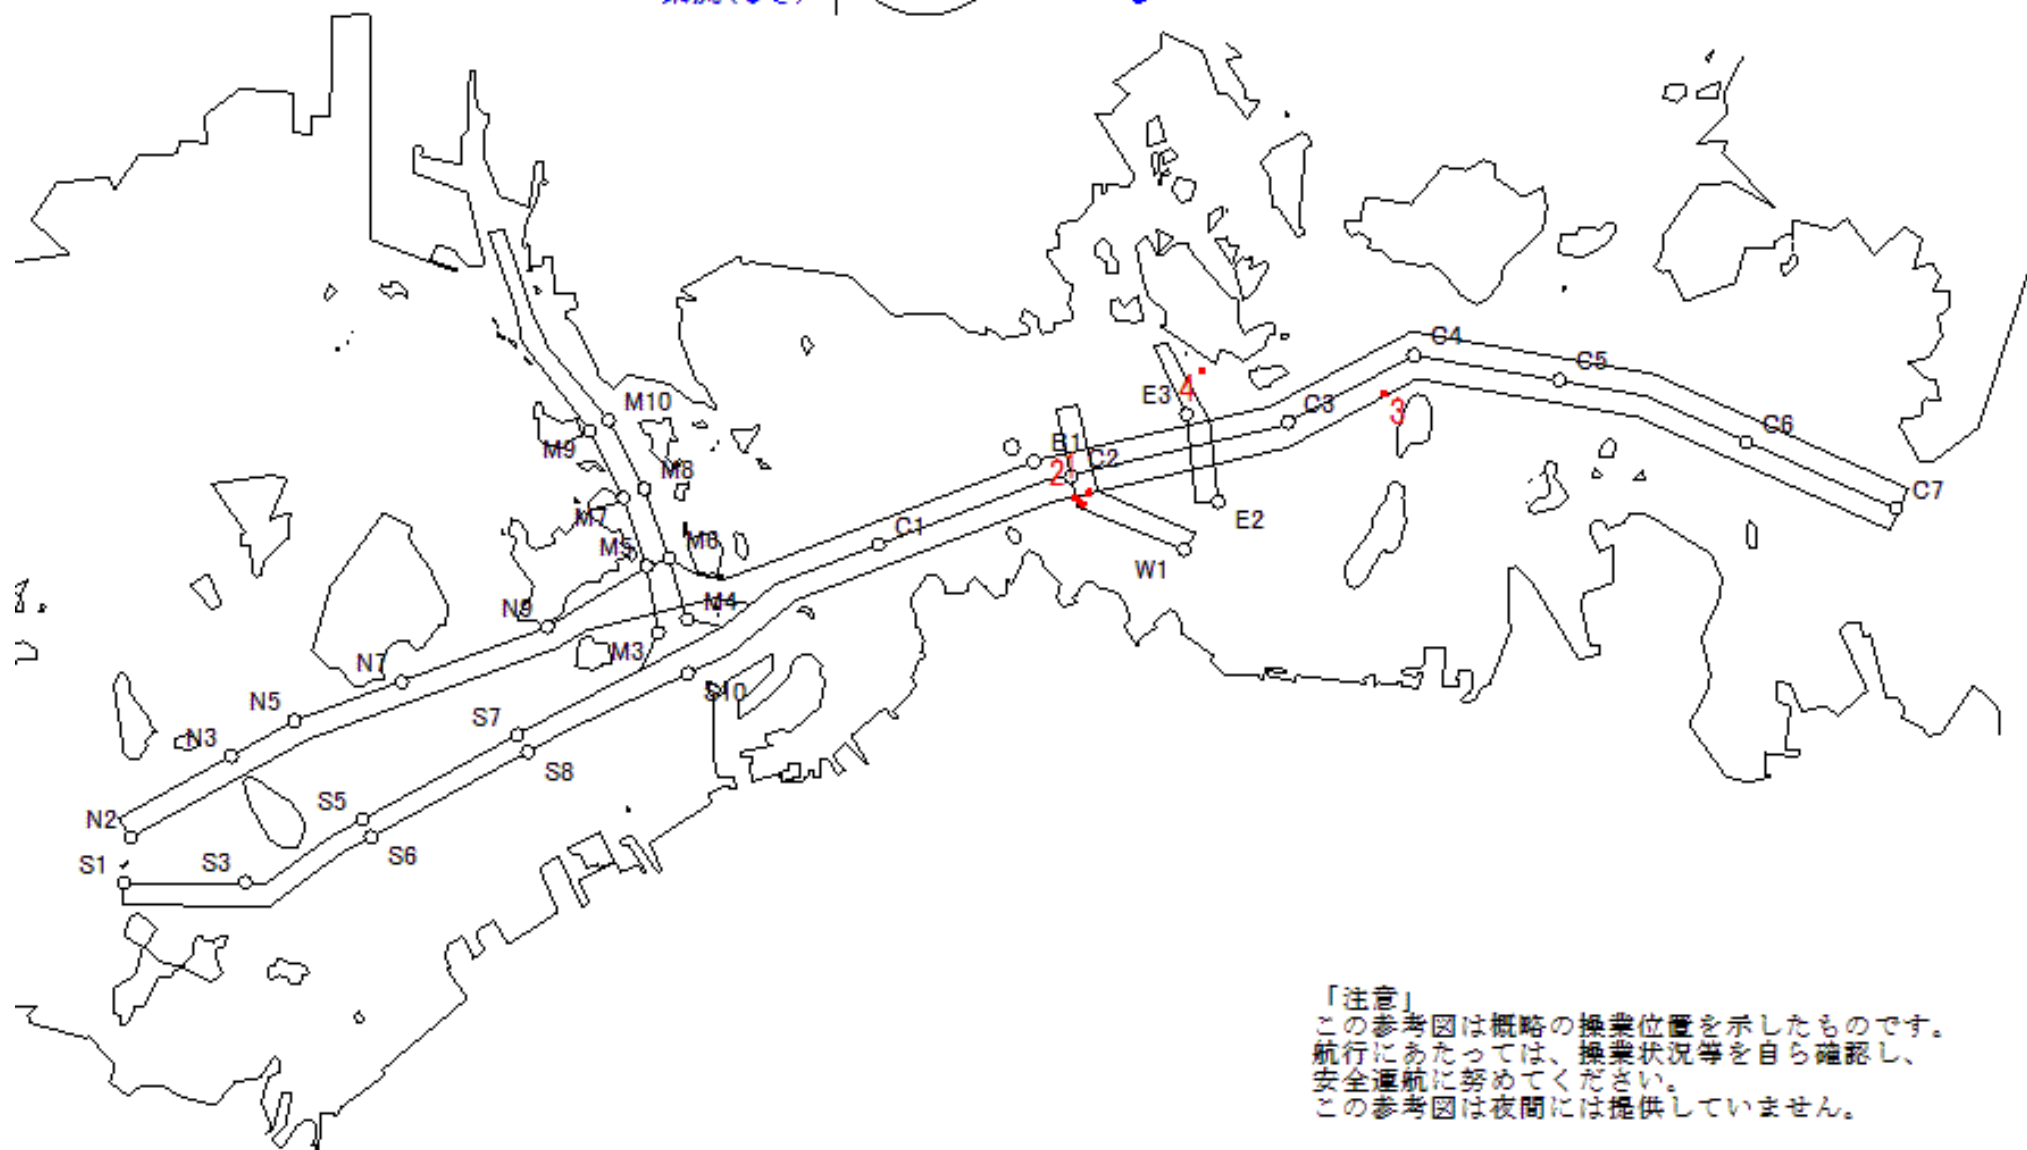 C4
C5
M10
E3
4
C3
3
C6
M9
B1
M8
21
C2
C7
E2
M7
C1
M5
M6
W1
N9
M4
M3
N7
S10
N5
S7
N3
S8
S5
N2
S6
S1
S3
「注意」
この参考図は概略の操業位置を示したものです。
航行にあたっては、操業状況等を自ら確認し、
安全運航に努めてください。
この参考図は夜間には提供していません。